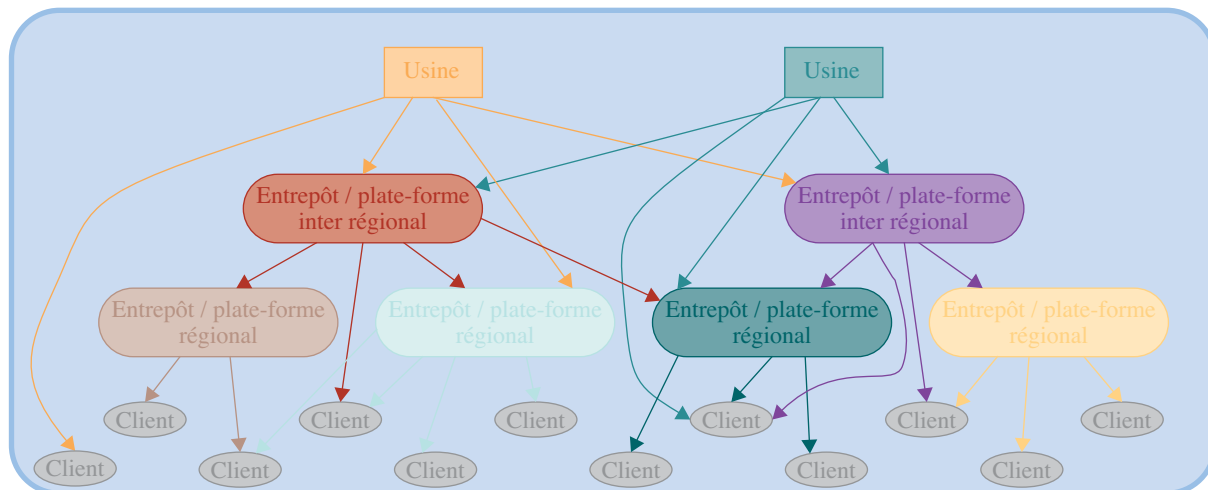 Usine
Usine
Entrepôt / plate-forme
inter régional
Entrepôt / plate-forme
inter régional
Entrepôt / plate-forme
régional
Entrepôt / plate-forme
régional
Entrepôt / plate-forme
régional
Entrepôt / plate-forme
régional
Client
Client
Client
Client
Client
Client
Client
Client
Client
Client
Client
Client